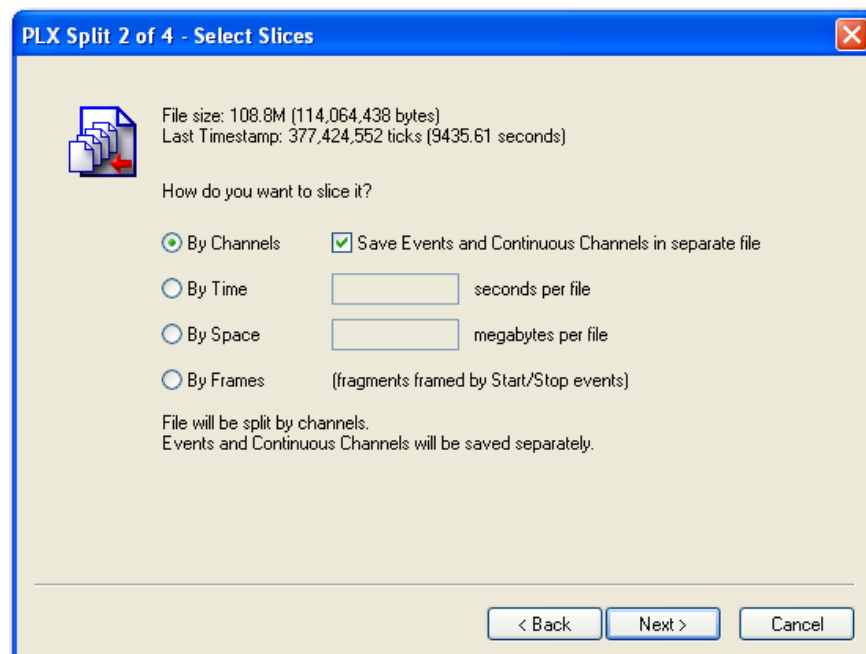 PLX Split 2 of 4 - Select Slices
File size: 108.8M (114,064,438 bytes)
Last Timestamp: 377,424,552 ticks (9435.61 seconds)
How do you want to slice it?
By Channels Save Events and Continuous Channels in separate file
By Time seconds per file
By Space megabytes per file
By Frames (fragments framed by Start/Stop events)
File will be split by channels.
Events and Continuous Channels will be saved separately.
< Back Next > Cancel